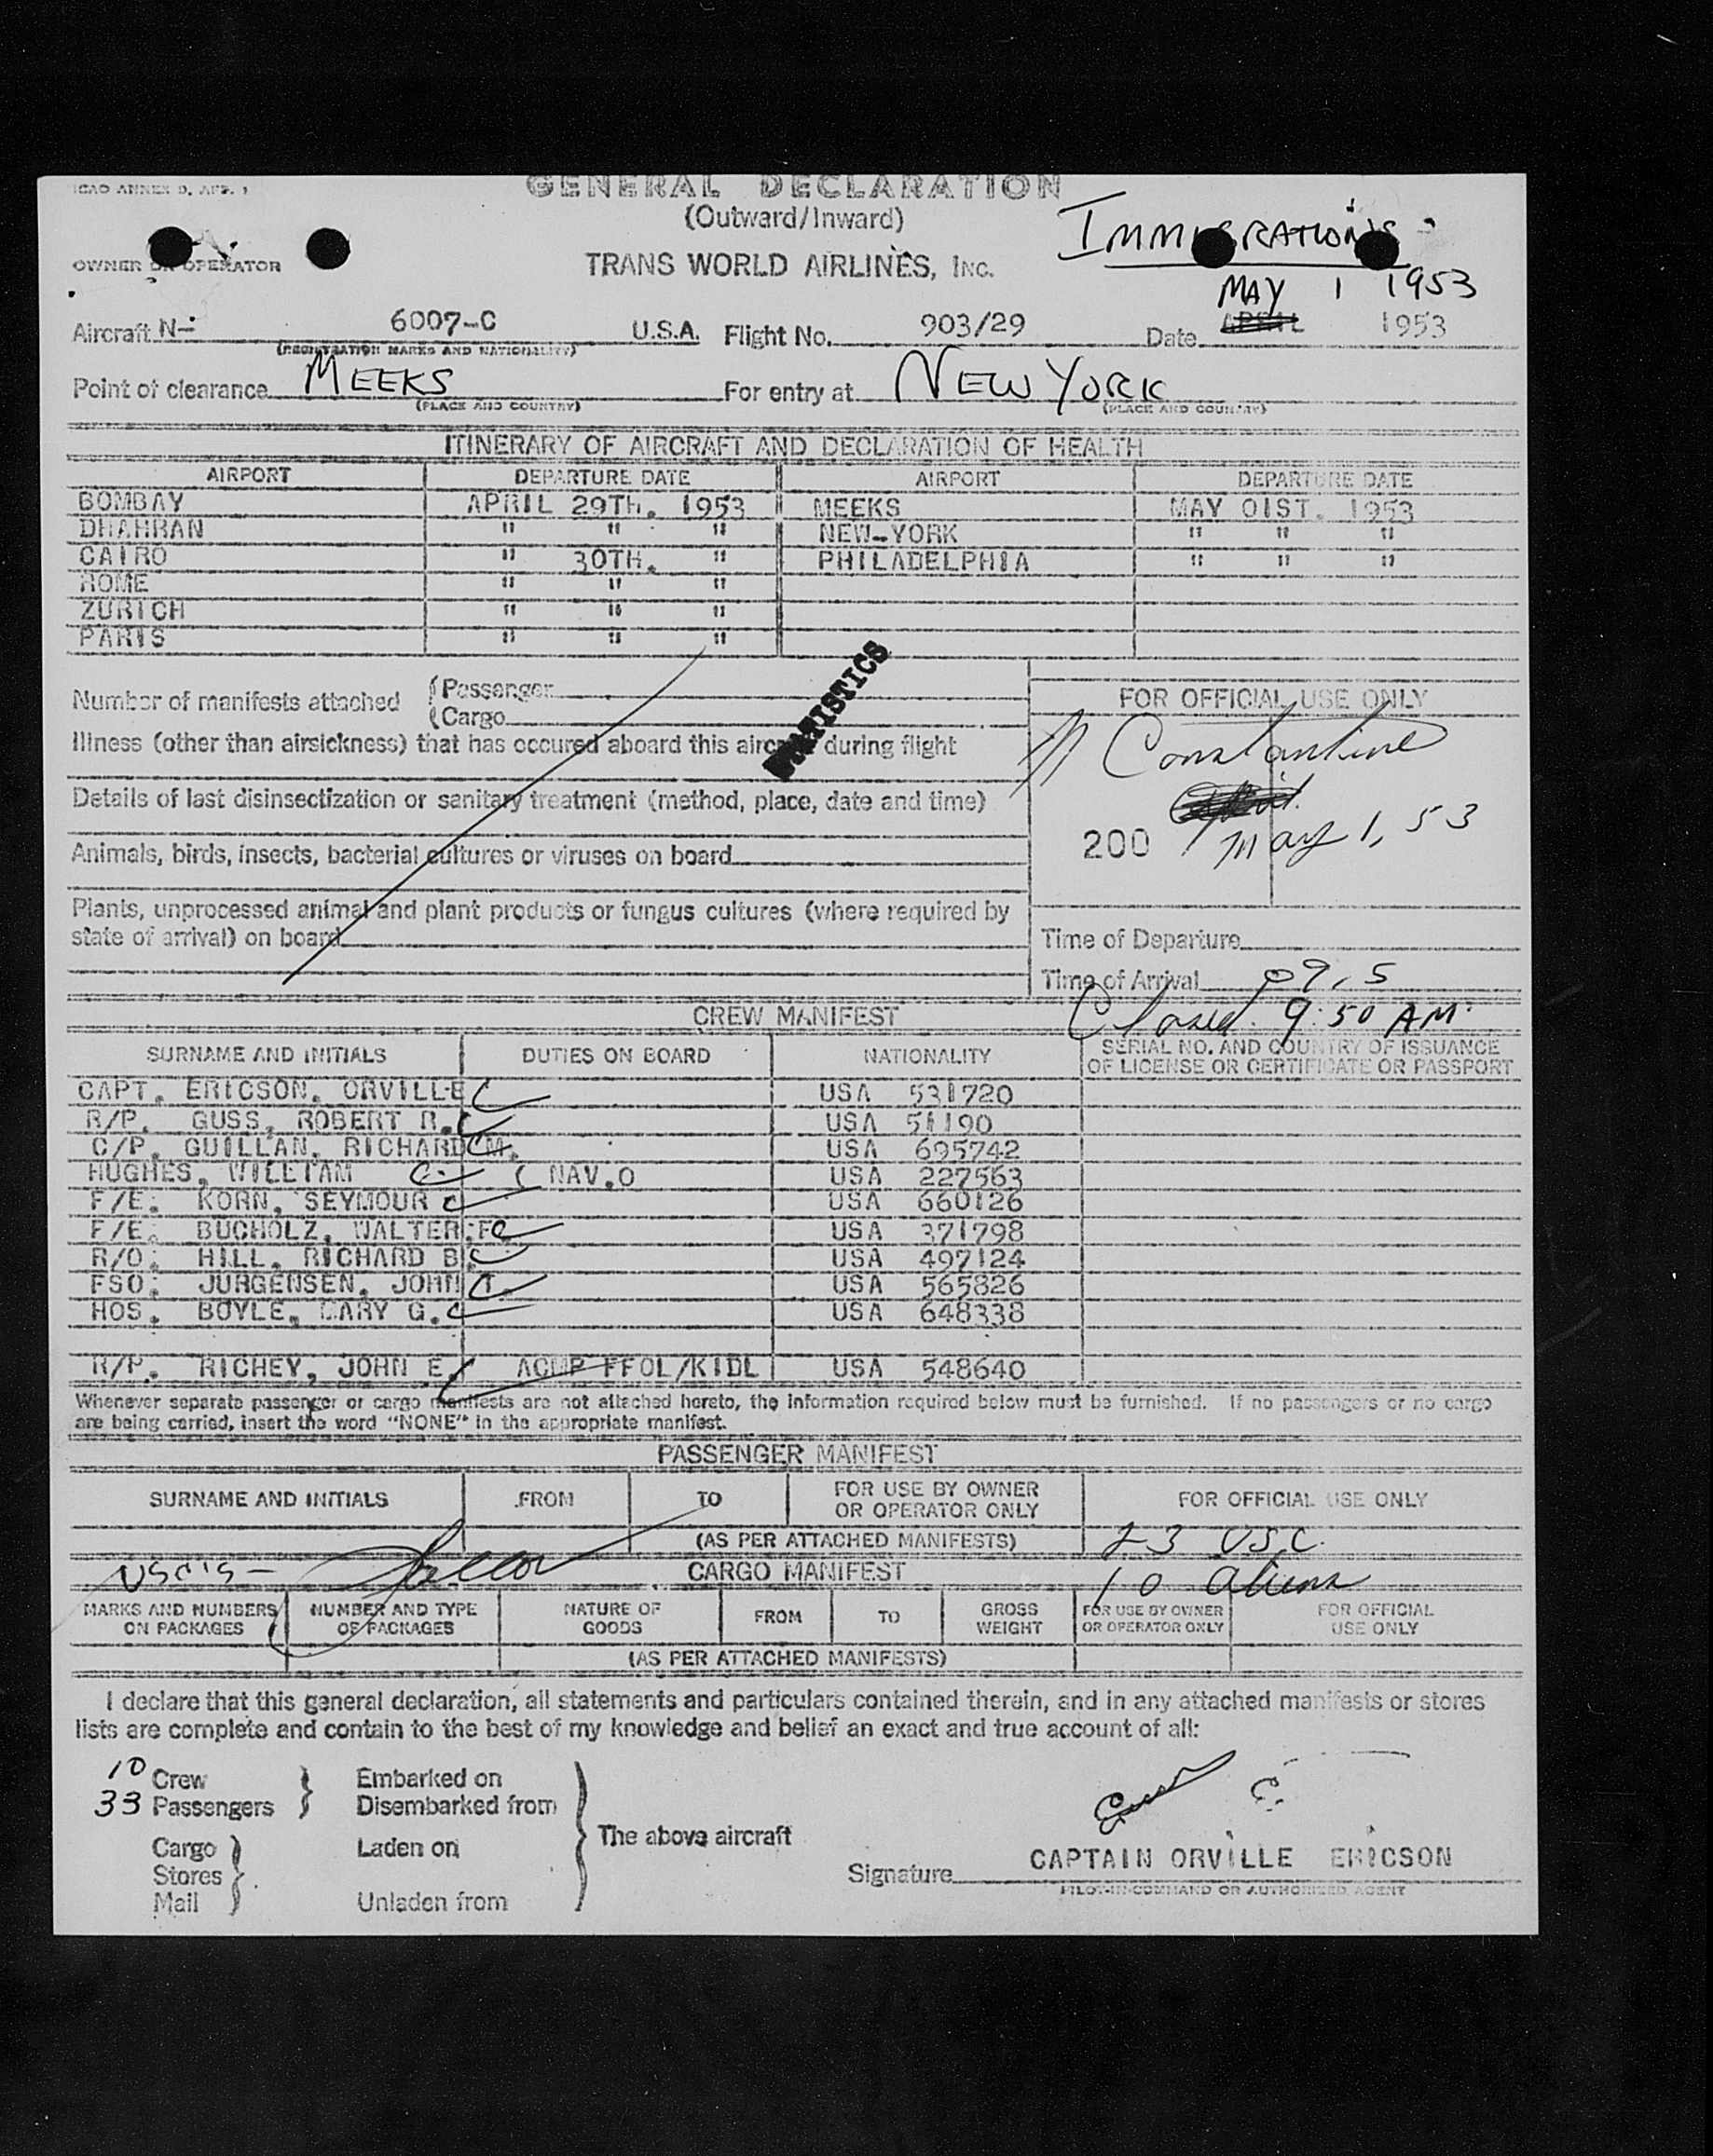 ICAO ANNEX 9, APP. 1
GENERAL DECLARATION
(Outward/Inward)
IMMIGRATIONS
OWNER OR OPERATOR
TRANS WORLD AIRLINES, INC.
MAY 1 1953
Aircraft N- 6007-C U.S.A. Flight No. 903/29 Date APRIL 1953
(REGISTRATION MARKS AND NATIONALITY)
Point of clearance MEEKS For entry at NEW YORK
(PLACE AND COUNTRY) (PLACE AND COUNTRY)
ITINERARY OF AIRCRAFT AND DECLARATION OF HEALTH
AIRPORT DEPARTURE DATE AIRPORT DEPARTURE DATE
BOMBAY APRIL 29TH. 1953 MEEKS MAY 01ST. 1953
DHAHRAN " " " NEW-YORK " " "
CAIRO " 30TH. " PHILADELPHIA " " "
ROME " " "
ZURICH " " "
PARIS " " "
STATISTICS
Number of manifests attached (Passenger
(Cargo
FOR OFFICIAL USE ONLY
Illness (other than airsickness) that has occured aboard this aircraft during flight
Constantine
Details of last disinsectization or sanitary treatment (method, place, date and time)
200 May 1, 53
Animals, birds, insects, bacterial cultures or viruses on board
Plants, unprocessed animal and plant products or fungus cultures (where required by
state of arrival) on board
Time of Departure
Time of Arrival 09.5
CREW MANIFEST Closed 9:50 AM
SURNAME AND INITIALS DUTIES ON BOARD NATIONALITY SERIAL NO. AND COUNTRY OF ISSUANCE
OF LICENSE OR CERTIFICATE OR PASSPORT
CAPT. ERICSON, ORVILLE USA 531720
R/P. GUSS, ROBERT R. USA 51190
C/P. GUILLAN, RICHARD M. USA 695742
HUGHES, WILLIAM ( NAV.O USA 227563
F/E. KORN, SEYMOUR USA 660126
F/E. BUCHOLZ, WALTER F USA 371798
R/O. HILL, RICHARD B. USA 497124
FSO. JURGENSEN, JOHN T. USA 565826
HOS. BOYLE, CARY G. USA 648338
R/P. RICHEY, JOHN E. ACMP FFOL/KIDL USA 548640
Whenever separate passenger or cargo manifests are not attached hereto, the information required below must be furnished. If no passengers or no cargo
are being carried, insert the word "NONE" in the appropriate manifest.
PASSENGER MANIFEST
SURNAME AND INITIALS FROM TO FOR USE BY OWNER
OR OPERATOR ONLY FOR OFFICIAL USE ONLY
(AS PER ATTACHED MANIFESTS) 23 USC.
CARGO MANIFEST 10 Aliens
MARKS AND NUMBERS
ON PACKAGES NUMBER AND TYPE
OF PACKAGES NATURE OF
GOODS FROM TO GROSS
WEIGHT FOR USE BY OWNER
OR OPERATOR ONLY FOR OFFICIAL
USE ONLY
(AS PER ATTACHED MANIFESTS)
I declare that this general declaration, all statements and particulars contained therein, and in any attached manifests or stores
lists are complete and contain to the best of my knowledge and belief an exact and true account of all:
10 Crew Embarked on
33 Passengers Disembarked from
The above aircraft
Cargo Laden on
Stores
Mail Unladen from
Signature CAPTAIN ORVILLE ERICSON
PILOT-IN-COMMAND OR AUTHORISED AGENT